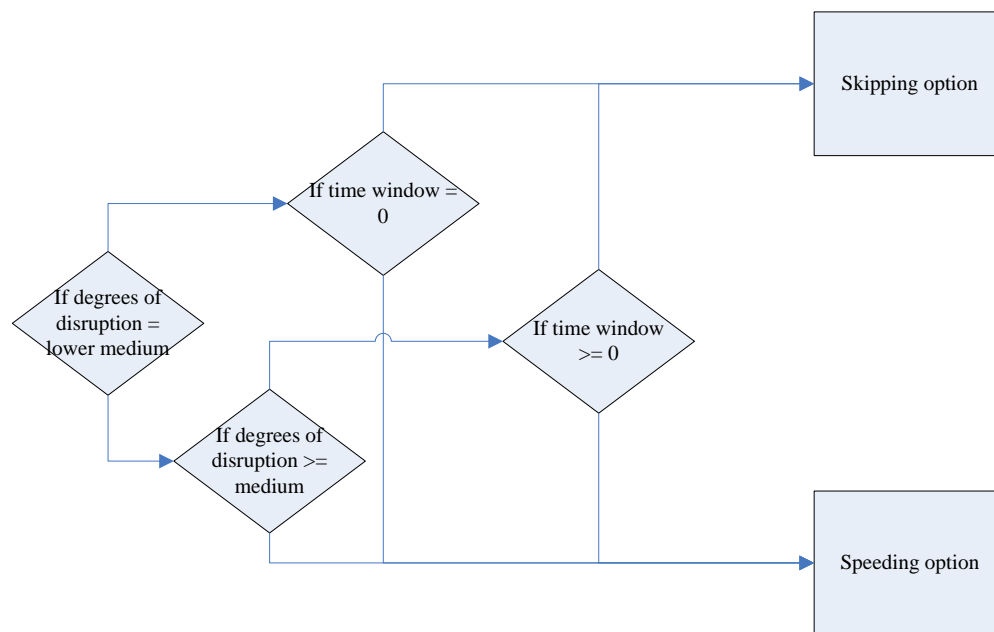 Skipping option
If time window =
0
If degrees of
disruption =
lower medium
If time window
>= 0
If degrees of
disruption >=
medium
Speeding option